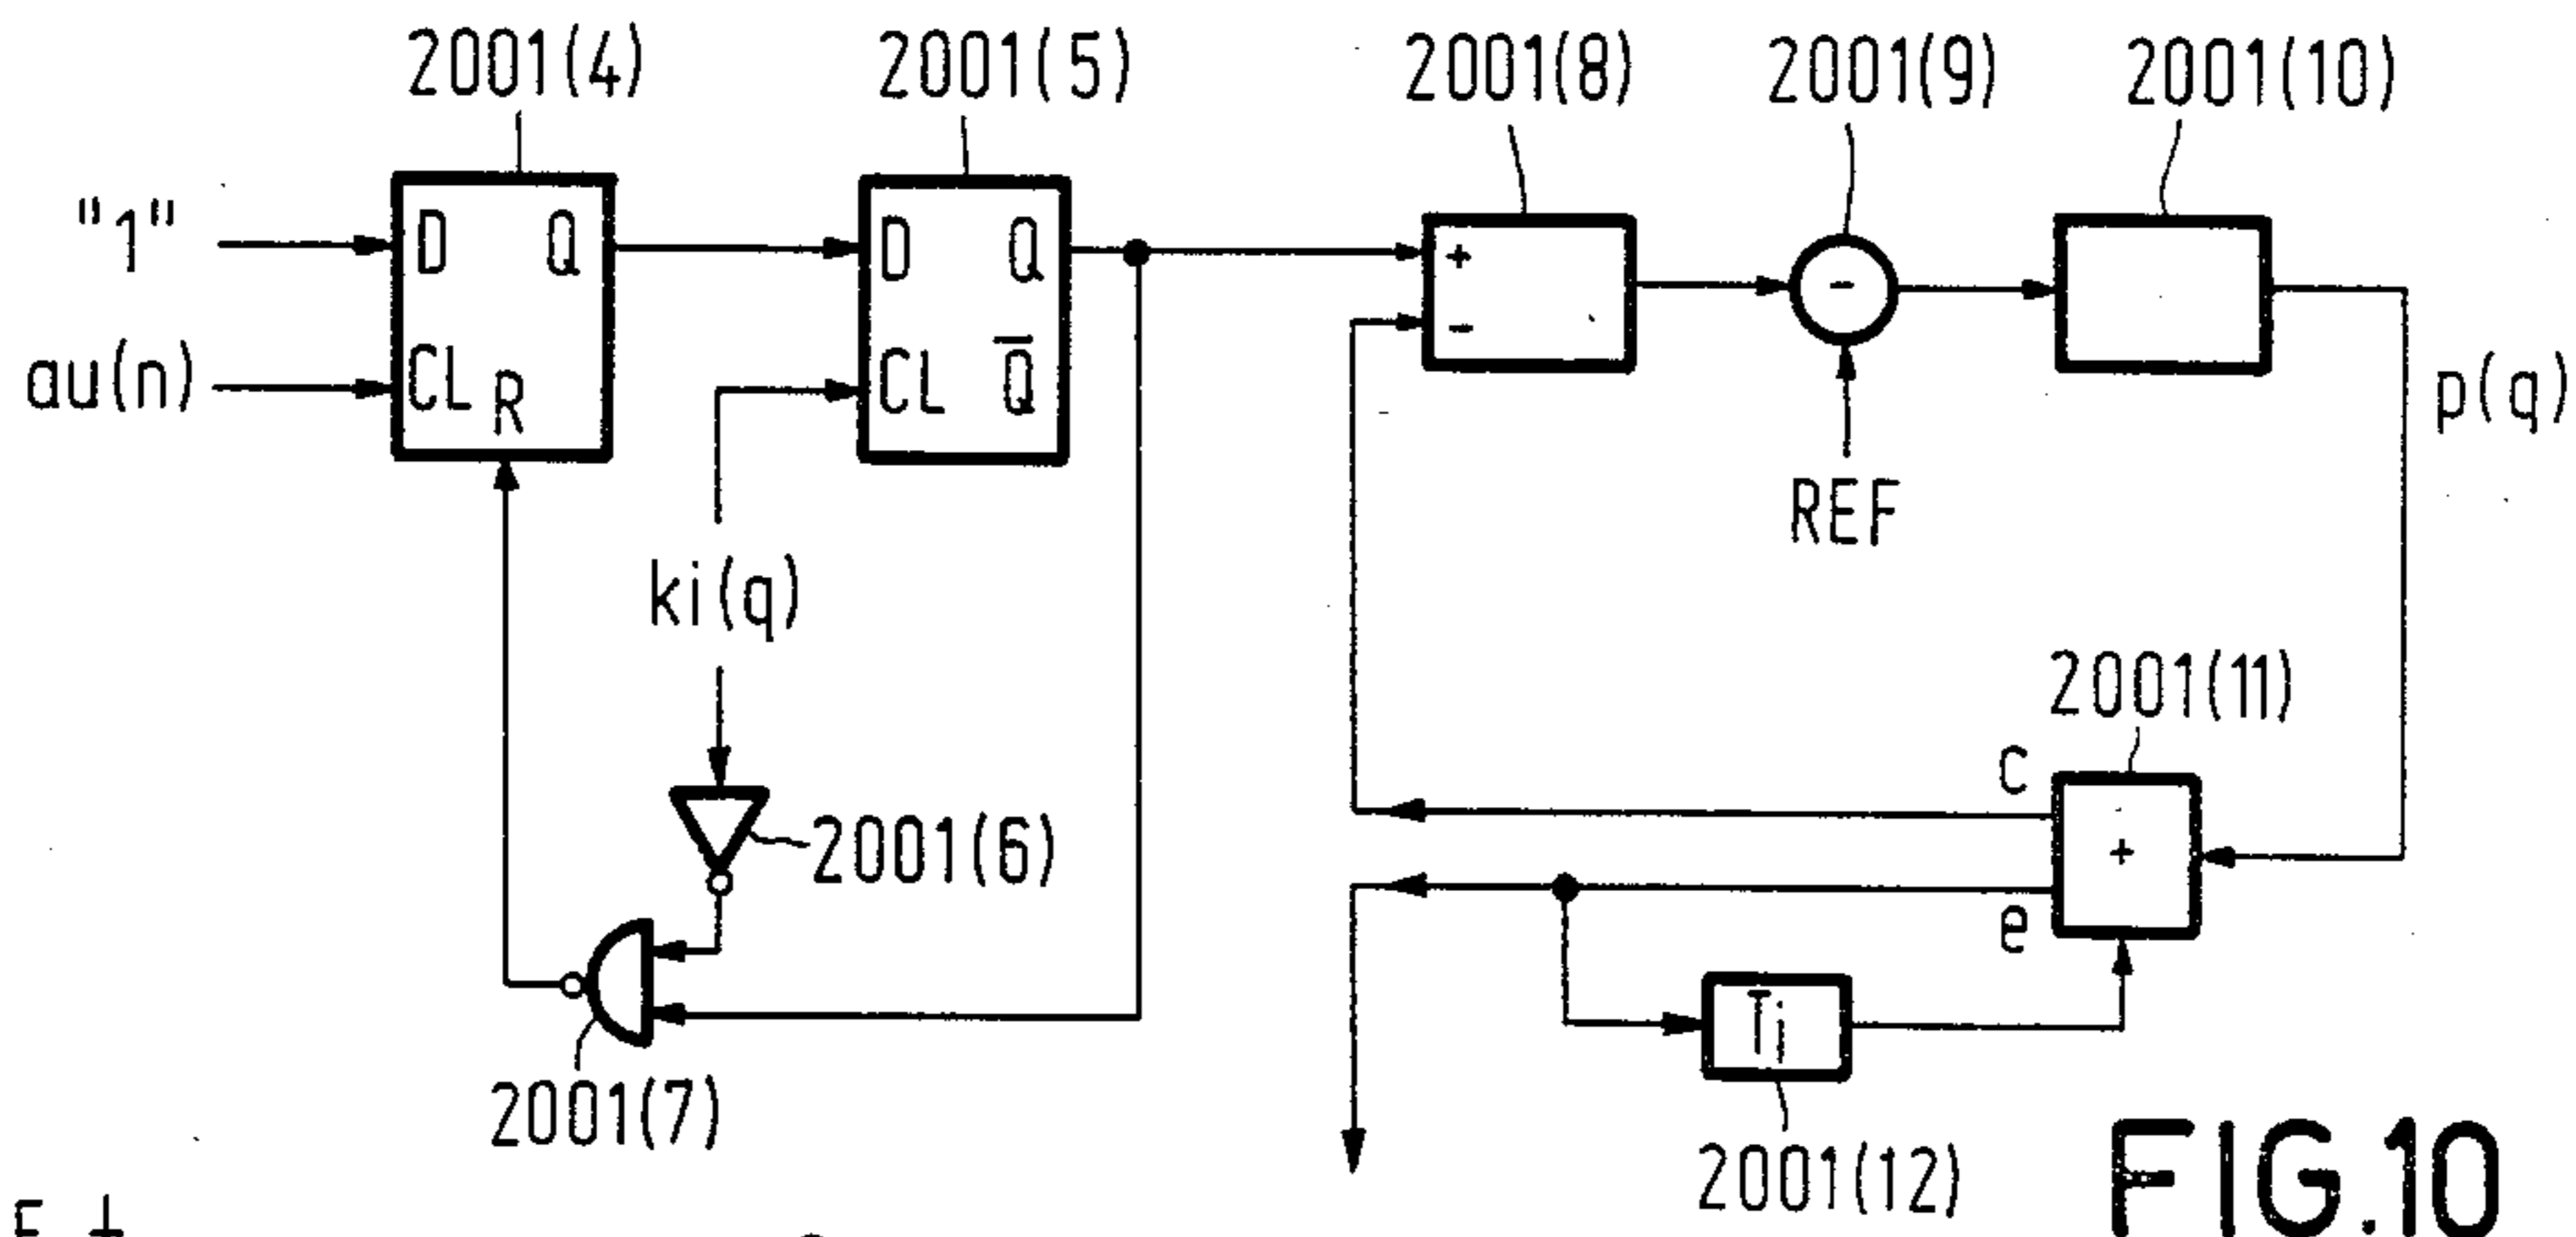 2001(4) 2001(5) 2001(8) 2001(9) 2001(10)
"1" D Q D Q + -
au(n) CL R CL Q̅ - p(q)
REF
ki(q)
2001(11)
c
2001(6) +
e
Ti
2001(7)
2001(12) FIG.10